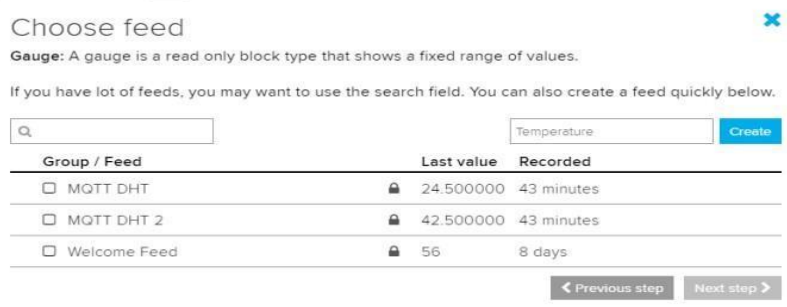 Choose feed
Gauge: A gauge is a read only block type that shows a fixed range of values.
If you have lot of feeds, you may want to use the search field. You can also create a feed quickly below.
Temperature Create
Group / Feed Last value Recorded
MQTT DHT 24.500000 43 minutes
MQTT DHT 2 42.500000 43 minutes
Welcome Feed 56 8 days
Previous step Next step